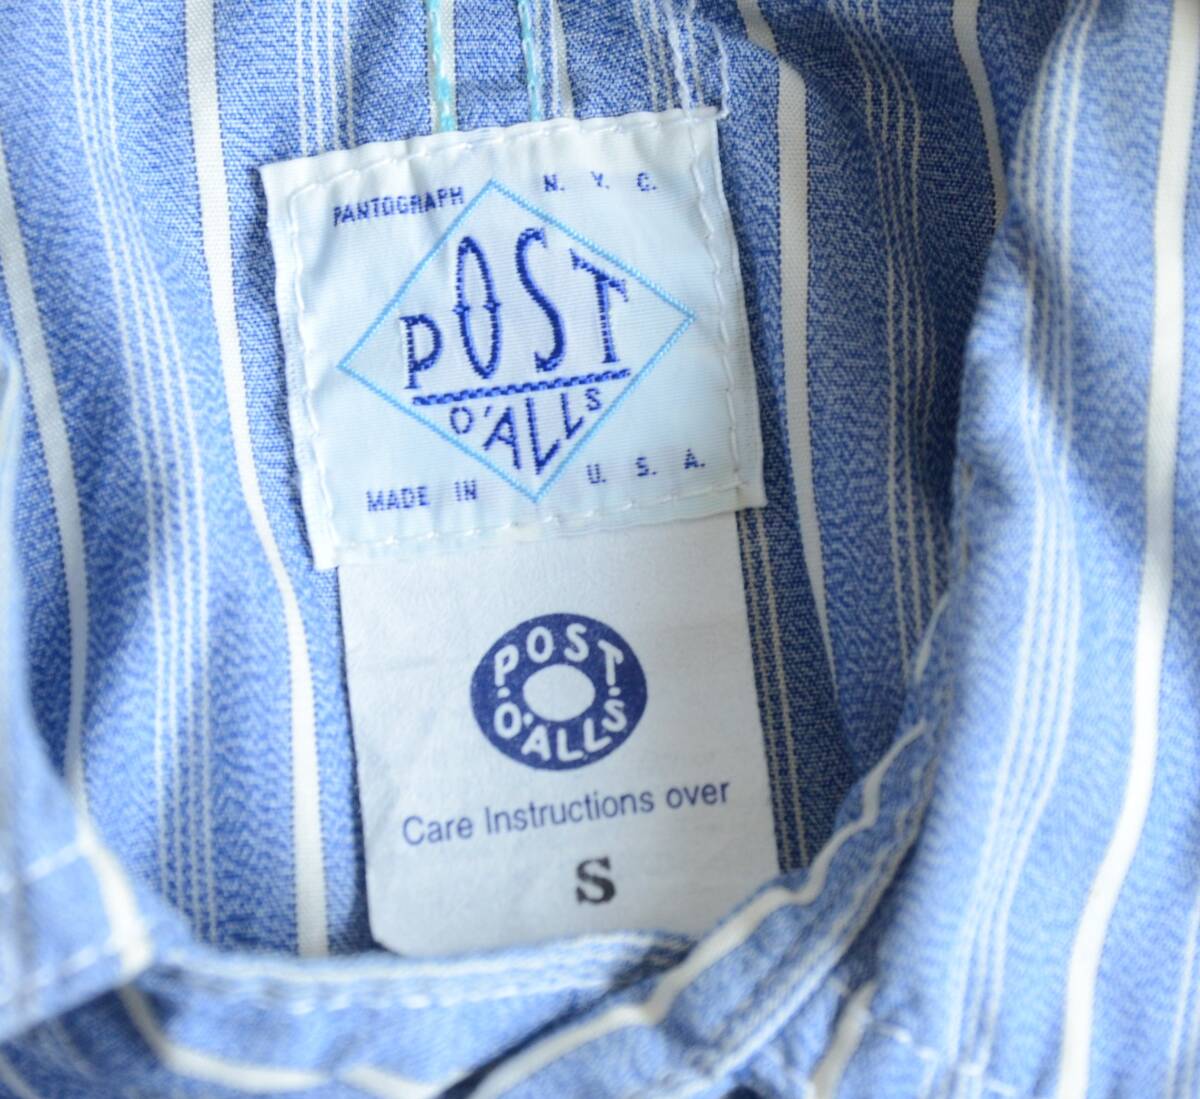 PANTOGRAPH N. Y. C.
POST
O'ALLS
MADE IN U. S. A.
POST
O'ALLS
Care Instructions over
S